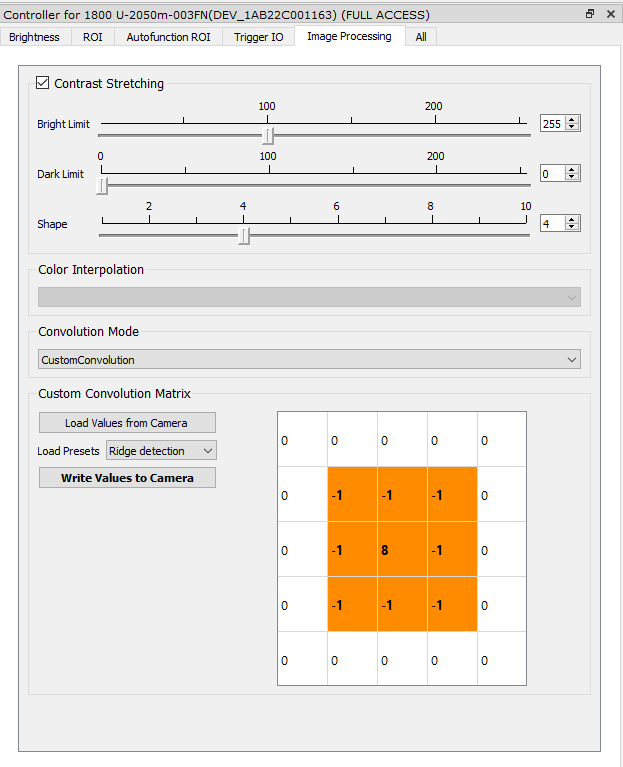 Controller for 1800 U-2050m-003FN(DEV_1AB22C001163) (FULL ACCESS)
Brightness ROI Autofunction ROI Trigger IO Image Processing All
Contrast Stretching
100 200
Bright Limit 255
0 100 200
Dark Limit 0
2 4 6 8 10
Shape 4
Color Interpolation
Convolution Mode
CustomConvolution
Custom Convolution Matrix
Load Values from Camera
Load Presets Ridge detection
Write Values to Camera
0 0 0 0 0
0 -1 -1 -1 0
0 -1 8 -1 0
0 -1 -1 -1 0
0 0 0 0 0